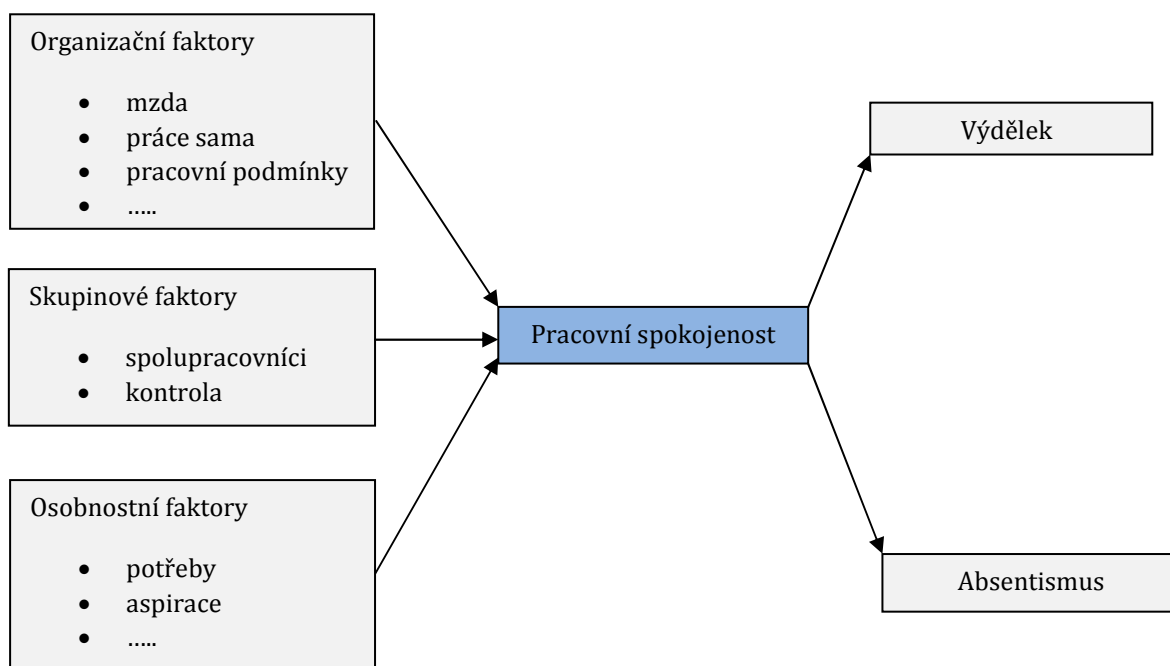 Organizační faktory
• mzda
• práce sama
• pracovní podmínky
• …..
Skupinové faktory
• spolupracovníci
• kontrola
Osobnostní faktory
• potřeby
• aspirace
• …..
Pracovní spokojenost
Výdělek
Absentismus